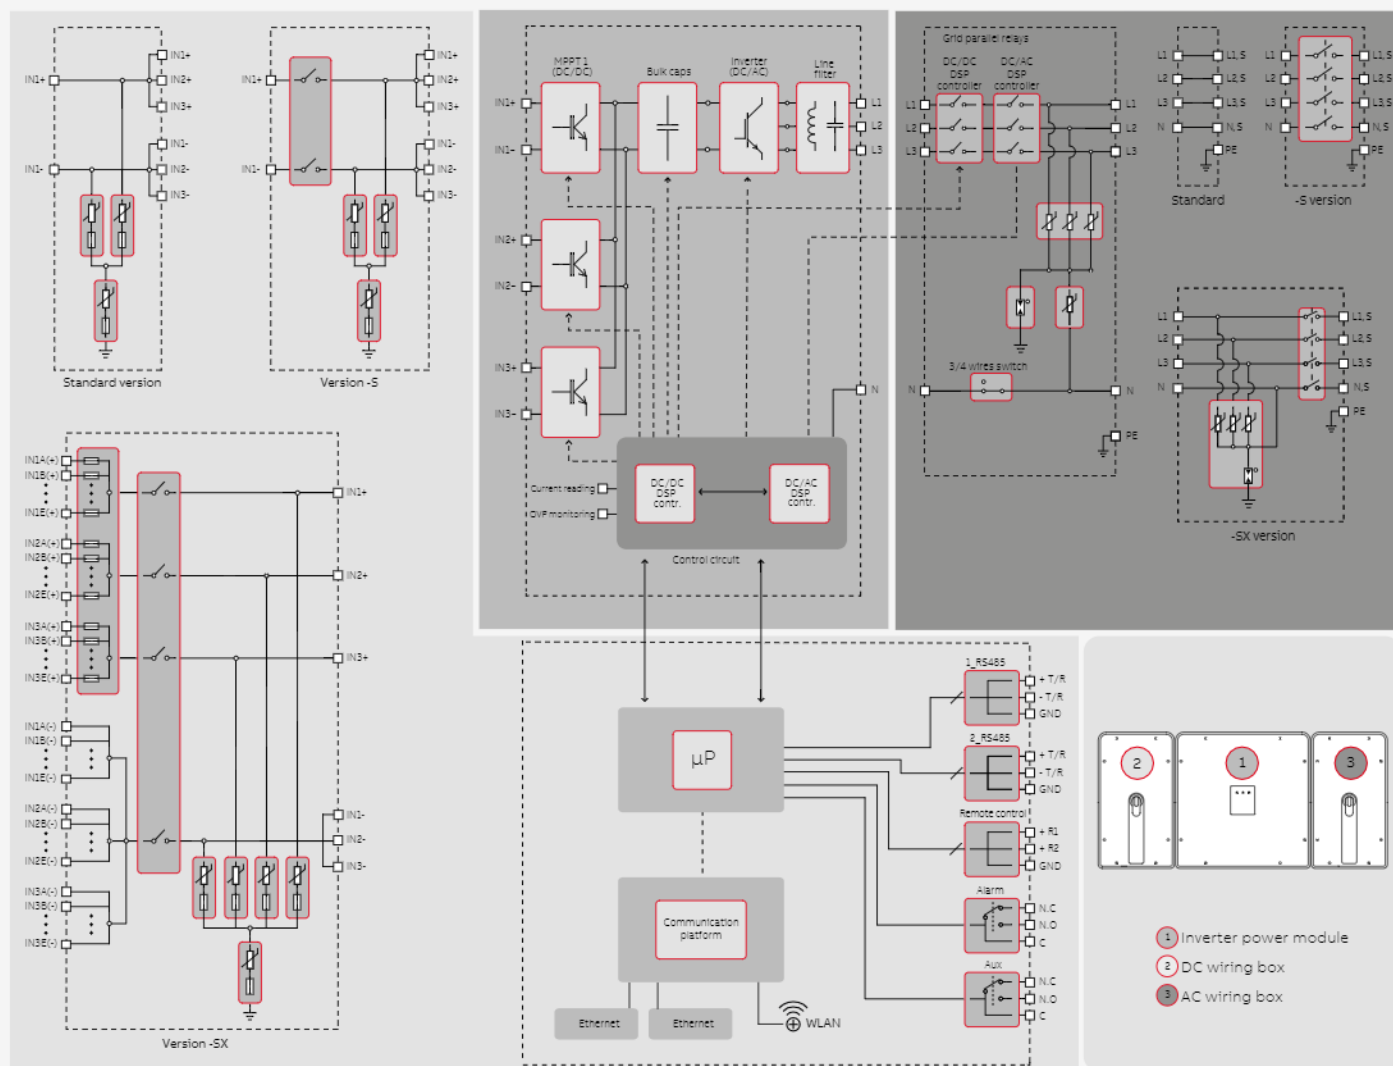 IN1+
IN1-
IN1+
IN2+
IN3+
IN1-
IN2-
IN3-
Standard version
IN1+
IN1-
IN1+
IN2+
IN3+
IN1-
IN2-
IN3-
Version -S
IN1A(+)
IN1B(+)
IN1E(+)
IN2A(+)
IN2B(+)
IN2E(+)
IN3A(+)
IN3B(+)
IN3E(+)
IN1A(-)
IN1B(-)
IN1E(-)
IN2A(-)
IN2B(-)
IN2E(-)
IN3A(-)
IN3B(-)
IN3E(-)
IN1+
IN2+
IN3+
IN1-
IN2-
IN3-
Version -SX
MPPT 1
(DC/DC)
Bulk caps
Inverter
(DC/AC)
Line
filter
IN1+
IN1-
IN2+
IN2-
IN3+
IN3-
L1
L2
L3
N
Current reading
OVP monitoring
DC/DC
DSP
contr.
DC/AC
DSP
contr.
Control circuit
Grid parallel relays
DC/DC
DSP
controller
DC/AC
DSP
controller
L1
L2
L3
N
L1
L2
L3
3/4 wires switch
N
PE
L1
L2
L3
N
L1,S
L2,S
L3,S
N,S
PE
Standard
L1
L2
L3
N
L1,S
L2,S
L3,S
N,S
PE
-S version
L1
L2
L3
N
L1,S
L2,S
L3,S
N,S
PE
-SX version
µP
Communication
platform
Ethernet
Ethernet
WLAN
1_RS485
+ T/R
- T/R
GND
2_RS485
+ T/R
- T/R
GND
Remote control
+ R1
+ R2
GND
Alarm
N.C
N.O
C
Aux
N.C
N.O
C
2
1
3
1 Inverter power module
2 DC wiring box
3 AC wiring box